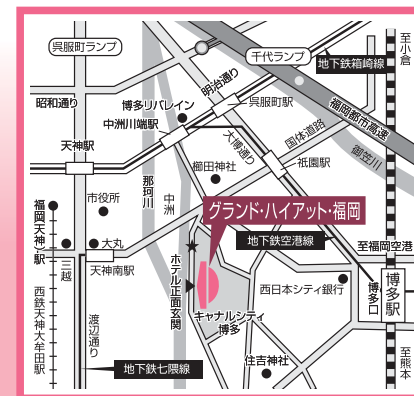 呉服町ランプ
千代ランプ
至小倉
地下鉄箱崎線
明治通り
昭和通り
博多リバレイン
呉服町駅
福岡都市高速
中洲川端駅
国体道路
大博通り
御笠川
天神駅
櫛田神社
祇園駅
那珂川
中洲
市役所
福岡(天神)駅
グランド・ハイアット・福岡
地下鉄空港線
至福岡空港
大丸
三越
天神南駅
ホテル正面玄関
西日本シティ銀行
博多口
博多駅
西鉄天神大牟田駅
渡辺通り
キャナルシティ
博多
住吉神社
至熊本
地下鉄七隈線